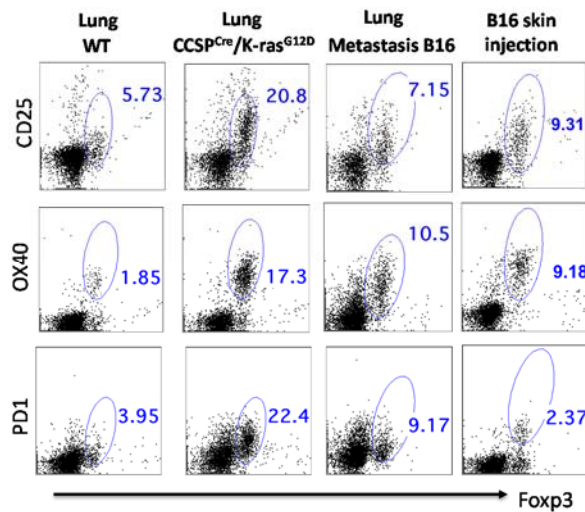 Lung WT
Lung CCSPCre/K-rasG12D
Lung Metastasis B16
B16 skin injection
CD25
5.73
20.8
7.15
9.31
OX40
1.85
17.3
10.5
9.18
PD1
3.95
22.4
9.17
2.37
Foxp3